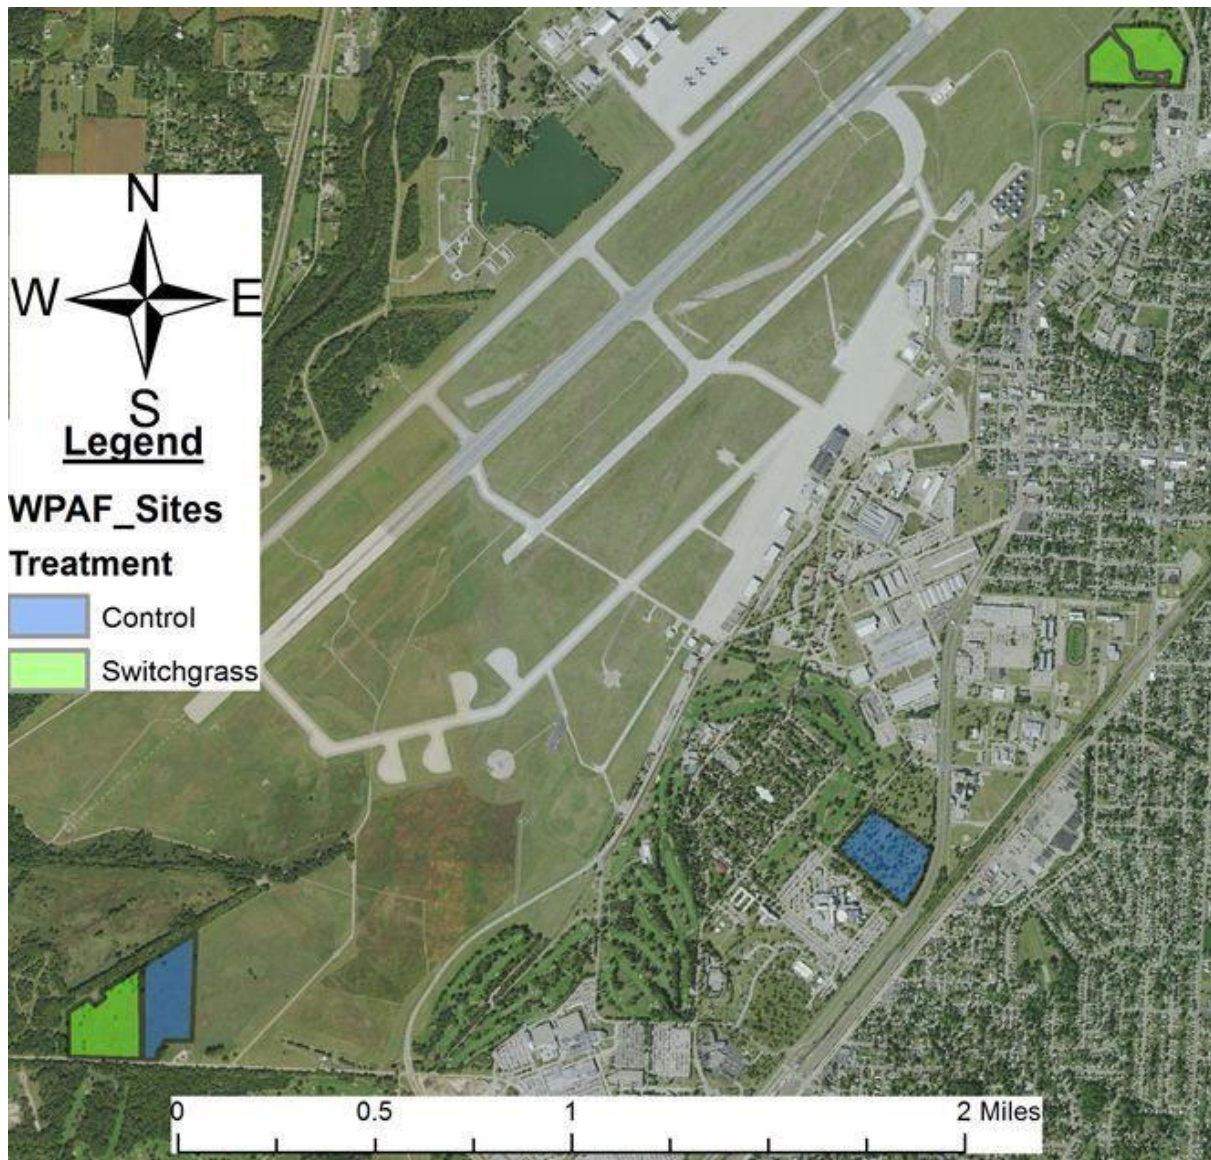 N
W E
S
Legend
WPAF_Sites
Treatment
Control
Switchgrass
0 0.5 1 2 Miles